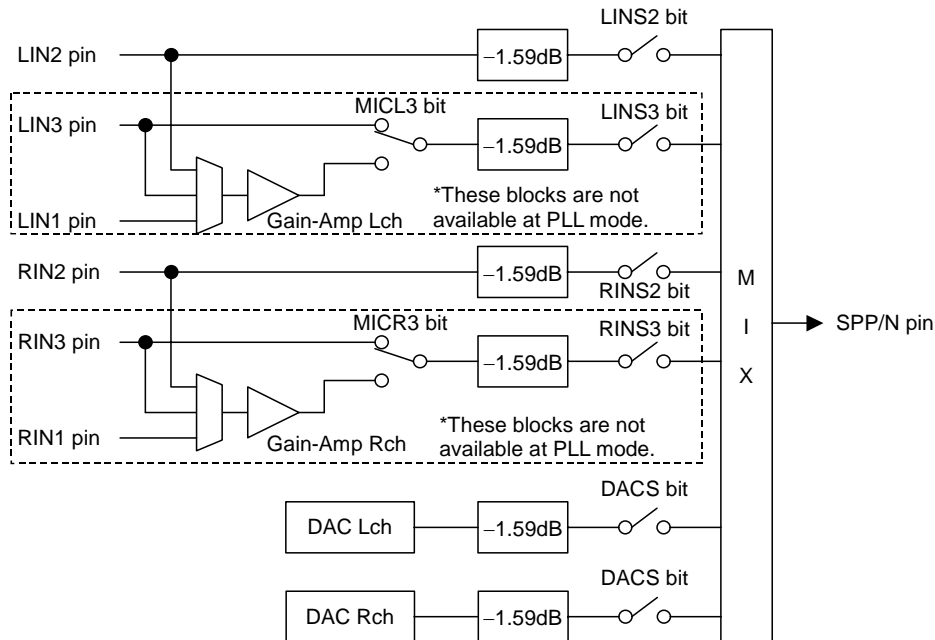 LINS2 bit
LIN2 pin
−1.59dB
MICL3 bit
LINS3 bit
LIN3 pin
−1.59dB
*These blocks are not
available at PLL mode.
LIN1 pin
Gain-Amp Lch
RIN2 pin
−1.59dB
RINS2 bit
MICR3 bit
RINS3 bit
RIN3 pin
−1.59dB
*These blocks are not
available at PLL mode.
RIN1 pin
Gain-Amp Rch
M
I
X
SPP/N pin
DACS bit
DAC Lch
−1.59dB
DACS bit
DAC Rch
−1.59dB